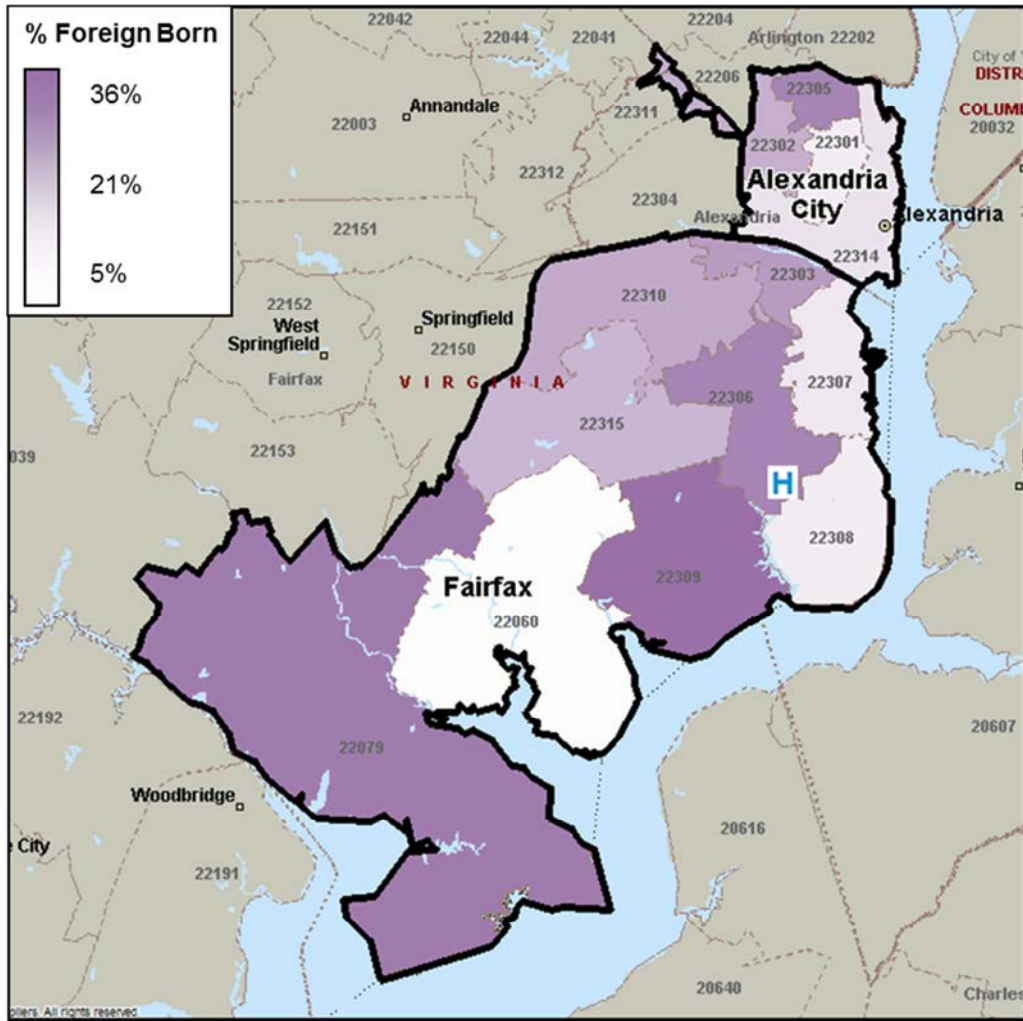 % Foreign Born
36%
21%
5%
22042
22044
22041
22204
Arlington 22202
City of
DISTR
COLUM
20032
22206
22305
Annandale
22003
22311
22302
22301
22312
Alexandria
City
22304
Alexandria
Alexandria
22151
22314
22303
22310
22152
West
Springfield
Springfield
22150
Fairfax
VIRGINIA
22307
22306
22315
22153
039
H
22308
22309
Fairfax
22060
22192
22079
20607
Woodbridge
20616
City
22191
20640
Charles
ollers. All rights reserved.